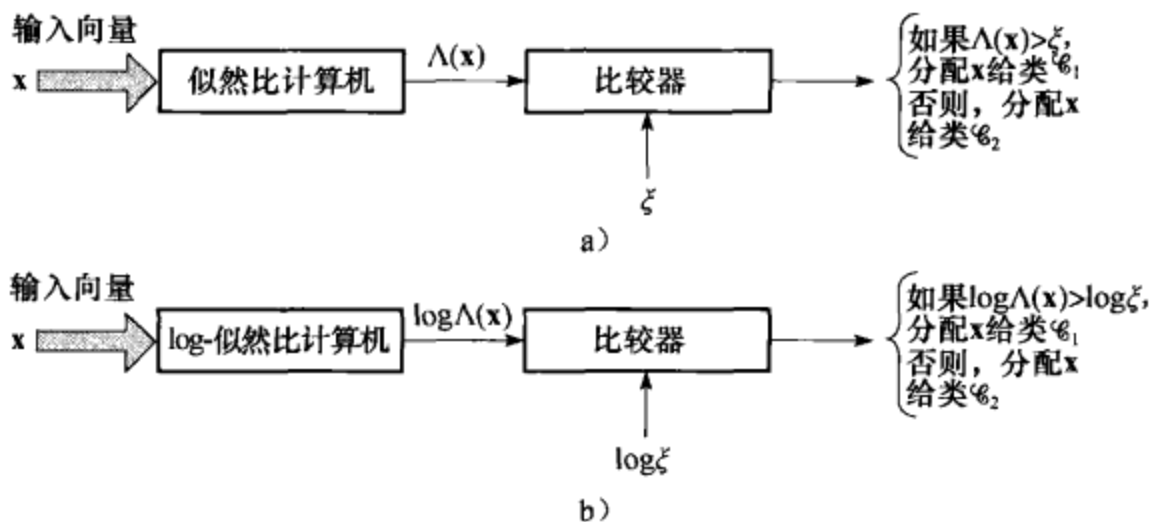 输入向量
x
似然比计算机
Λ(x)
比较器
ξ
如果Λ(x)>ξ,
分配x给类𝒞₁
否则，分配x
给类𝒞₂
a）
输入向量
x
log-似然比计算机
logΛ(x)
比较器
logξ
如果logΛ(x)>logξ,
分配x给类𝒞₁
否则，分配x
给类𝒞₂
b）